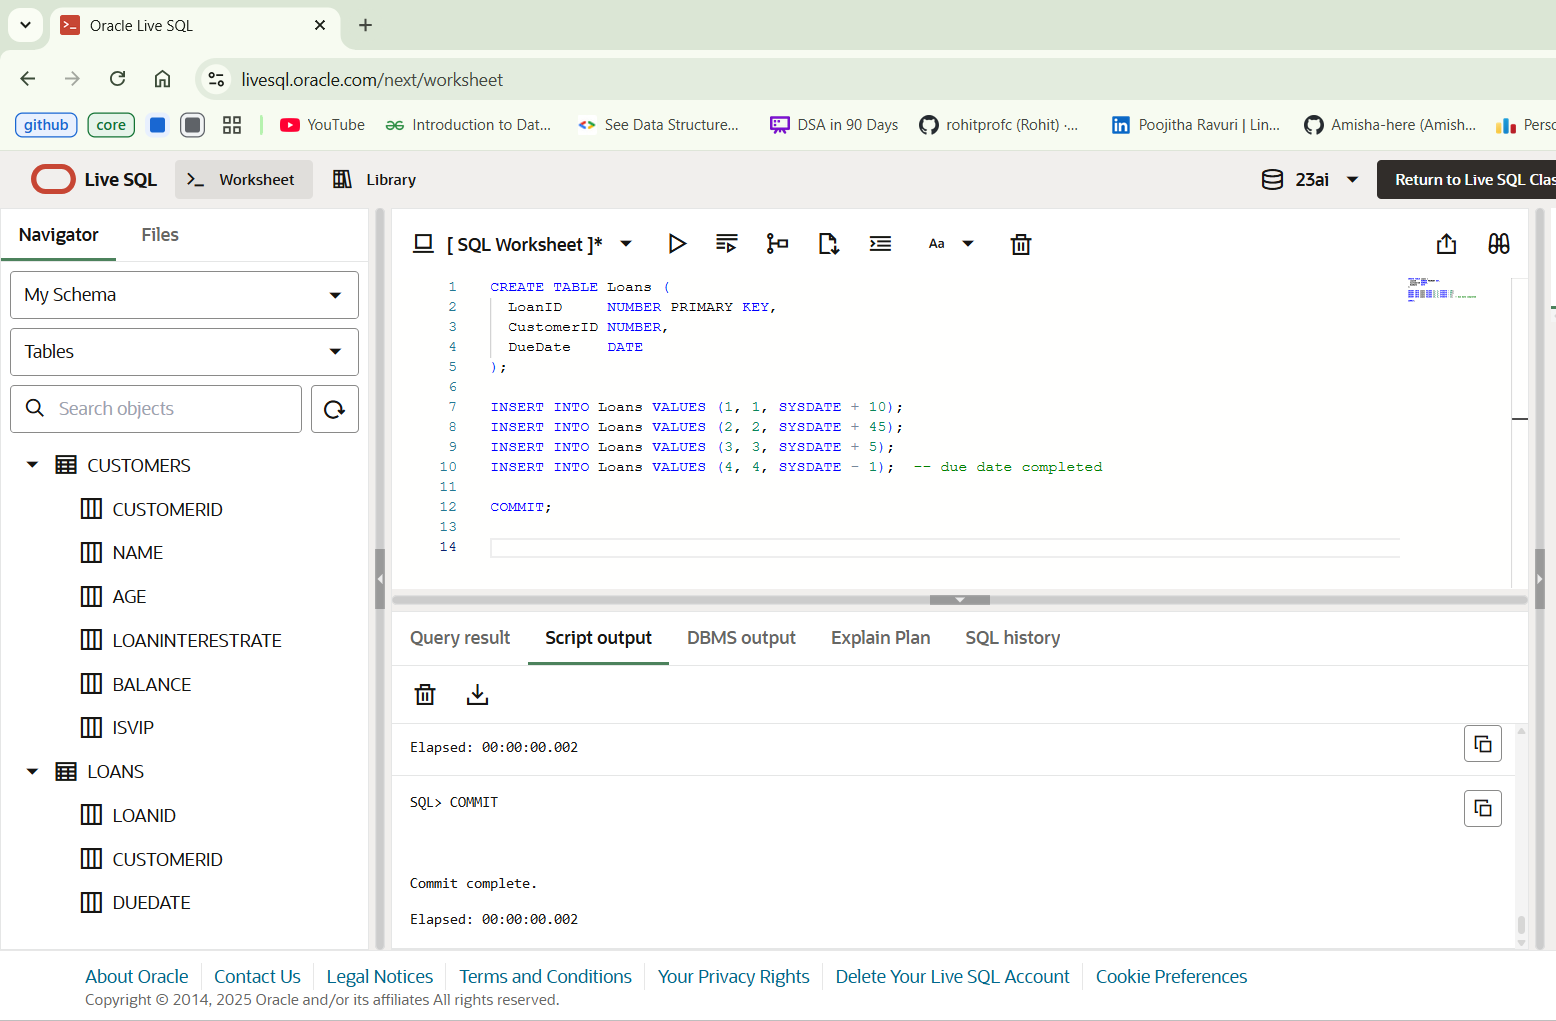 Oracle Live SQL
livesql.oracle.com/next/worksheet
github core YouTube Introduction to Dat... See Data Structure... DSA in 90 Days rohitprofc (Rohit) ·... Poojitha Ravuri | Lin... Amisha-here (Amish... Perso
Live SQL >_ Worksheet Library 23ai Return to Live SQL Clas
Navigator Files
[ SQL Worksheet ]* Aa
My Schema
Tables
Search objects
CUSTOMERS
CUSTOMERID
NAME
AGE
LOANINTERESTRATE
BALANCE
ISVIP
LOANS
LOANID
CUSTOMERID
DUEDATE
1 CREATE TABLE Loans (
2 LoanID NUMBER PRIMARY KEY,
3 CustomerID NUMBER,
4 DueDate DATE
5 );
6
7 INSERT INTO Loans VALUES (1, 1, SYSDATE + 10);
8 INSERT INTO Loans VALUES (2, 2, SYSDATE + 45);
9 INSERT INTO Loans VALUES (3, 3, SYSDATE + 5);
10 INSERT INTO Loans VALUES (4, 4, SYSDATE - 1); -- due date completed
11
12 COMMIT;
13
14
Query result Script output DBMS output Explain Plan SQL history
Elapsed: 00:00:00.002
SQL> COMMIT
Commit complete.
Elapsed: 00:00:00.002
About Oracle Contact Us Legal Notices Terms and Conditions Your Privacy Rights Delete Your Live SQL Account Cookie Preferences
Copyright © 2014, 2025 Oracle and/or its affiliates All rights reserved.